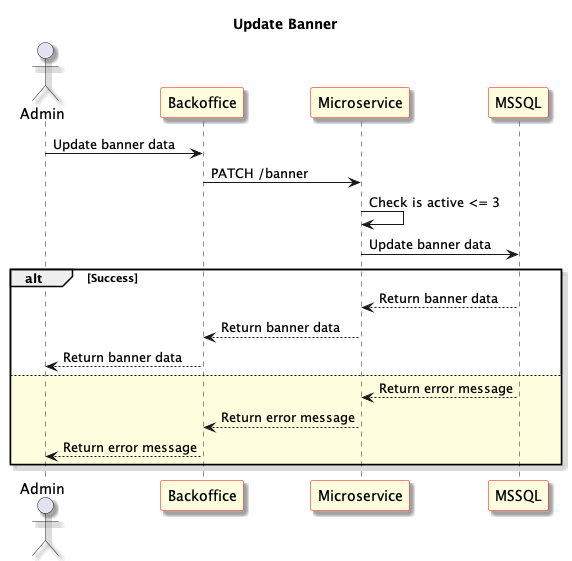 Update Banner
Admin
Backoffice
Microservice
MSSQL
Update banner data
PATCH /banner
Check is active <= 3
Update banner data
alt
[Success]
Return banner data
Return banner data
Return banner data
Return error message
Return error message
Return error message
Admin
Backoffice
Microservice
MSSQL